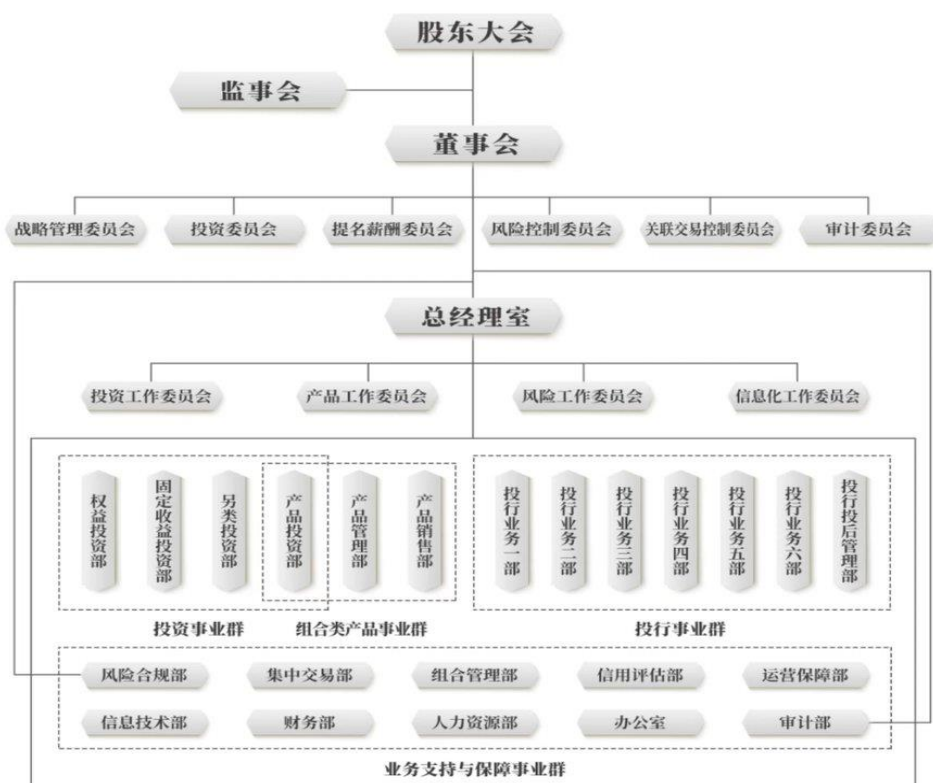 股东大会
监事会
董事会
战略管理委员会
投资委员会
提名薪酬委员会
风险控制委员会
关联交易控制委员会
审计委员会
总经理室
投资工作委员会
产品工作委员会
风险工作委员会
信息化工作委员会
权益投资部
固定收益投资部
另类投资部
产品投资部
产品管理部
产品销售部
投行业务一部
投行业务二部
投行业务三部
投行业务四部
投行业务五部
投行业务六部
投行投后管理部
投资事业群
组合类产品事业群
投行事业群
风险合规部
集中交易部
组合管理部
信用评估部
运营保障部
信息技术部
财务部
人力资源部
办公室
审计部
业务支持与保障事业群